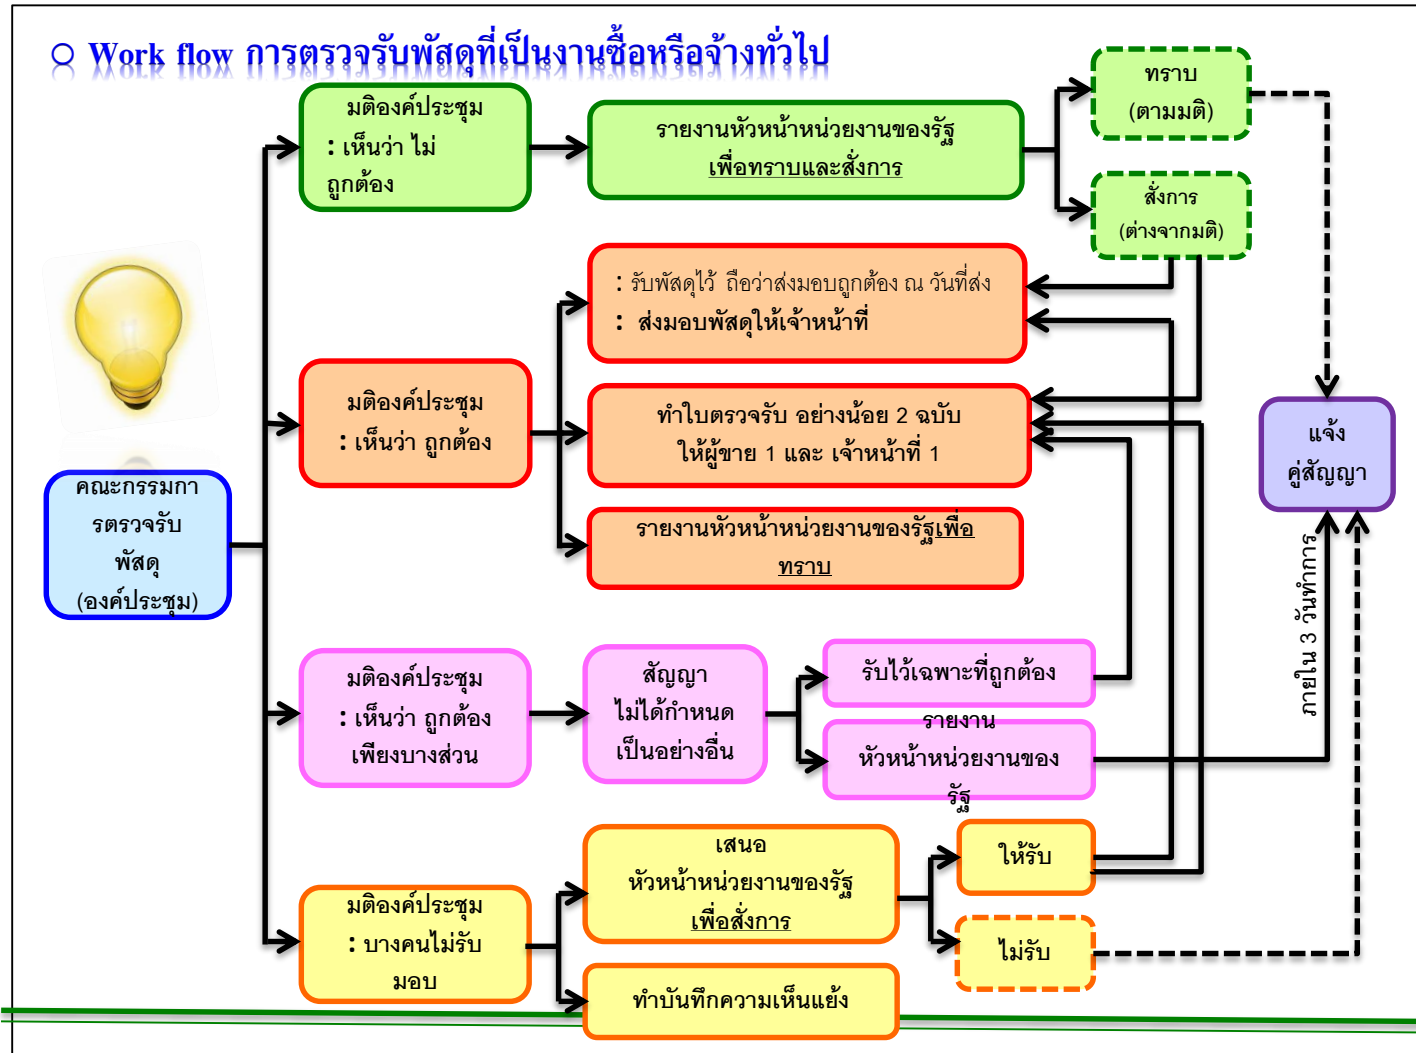 ○ Work flow การตรวจรับพัสดุที่เป็นงานซื้อหรือจ้างทั่วไป
มติองค์ประชุม
: เห็นว่า ไม่
ถูกต้อง
รายงานหัวหน้าหน่วยงานของรัฐ
เพื่อทราบและสั่งการ
ทราบ
(ตามมติ)
สั่งการ
(ต่างจากมติ)
: รับพัสดุไว้ ถือว่าส่งมอบถูกต้อง ณ วันที่ส่ง
: ส่งมอบพัสดุให้เจ้าหน้าที่
มติองค์ประชุม
: เห็นว่า ถูกต้อง
ทำใบตรวจรับ อย่างน้อย 2 ฉบับ
ให้ผู้ขาย 1 และ เจ้าหน้าที่ 1
แจ้ง
คู่สัญญา
คณะกรรมกา
รตรวจรับ
พัสดุ
(องค์ประชุม)
รายงานหัวหน้าหน่วยงานของรัฐเพื่อ
ทราบ
ภายใน 3 วันทำการ
มติองค์ประชุม
: เห็นว่า ถูกต้อง
เพียงบางส่วน
สัญญา
ไม่ได้กำหนด
เป็นอย่างอื่น
รับไว้เฉพาะที่ถูกต้อง
รายงาน
หัวหน้าหน่วยงานของ
รัฐ
มติองค์ประชุม
: บางคนไม่รับ
มอบ
เสนอ
หัวหน้าหน่วยงานของรัฐ
เพื่อสั่งการ
ให้รับ
ไม่รับ
ทำบันทึกความเห็นแย้ง